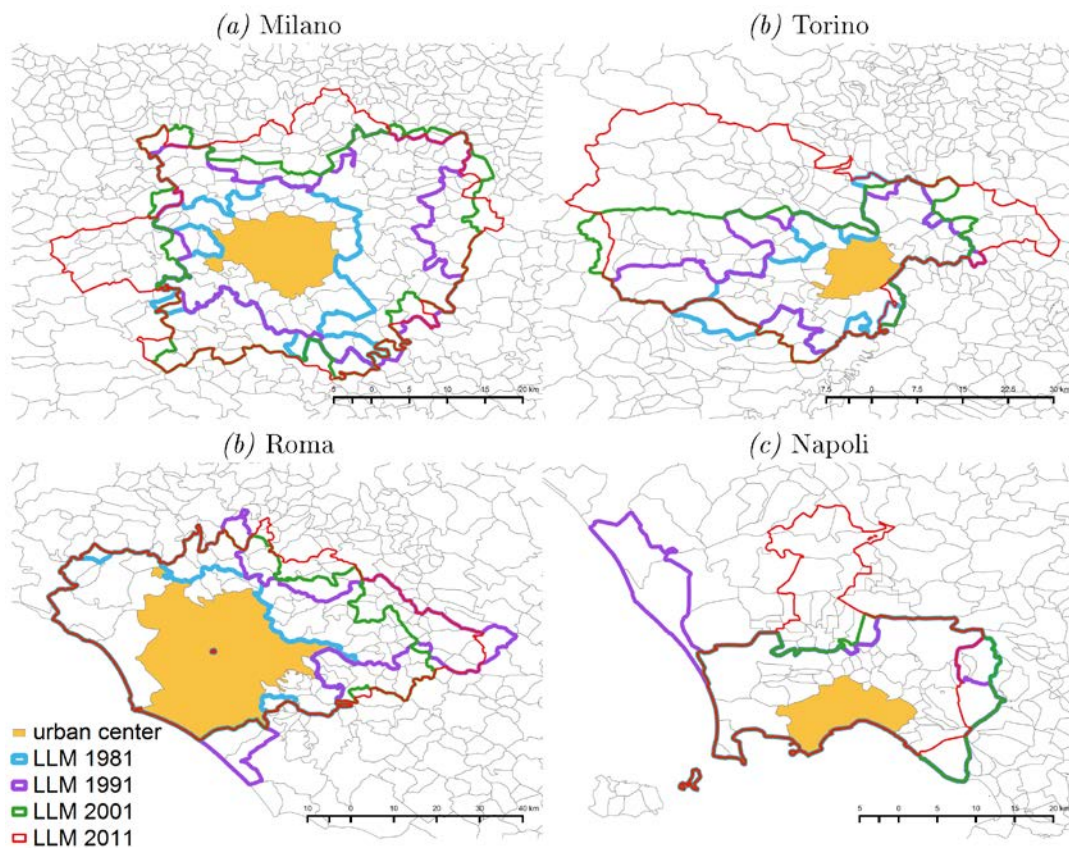 (a) Milano
(b) Torino
5 0 5 10 20 km
7.5 0 7.5 15 22.5 30 km
(b) Roma
(c) Napoli
urban center
LLM 1981
LLM 1991
LLM 2001
LLM 2011
10 0 10 20 30 40 km
5 0 5 10 15 20 km